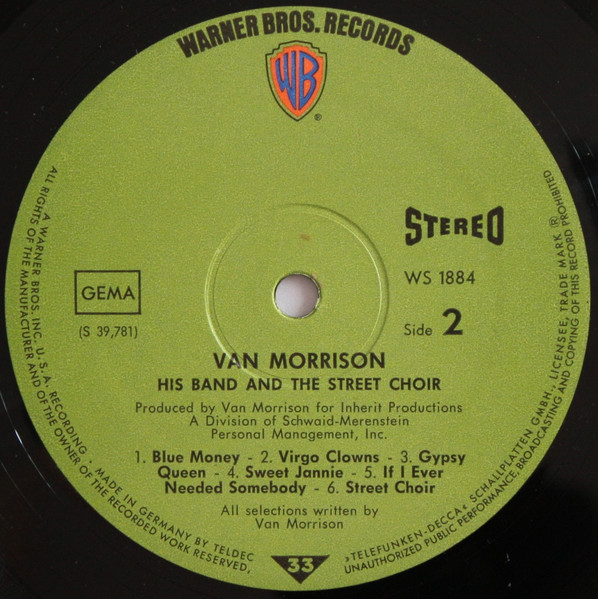 WARNER BROS. RECORDS
WB
®
STEREO
WS 1884
Side 2
GEMA
(S 39,781)
VAN MORRISON
HIS BAND AND THE STREET CHOIR
Produced by Van Morrison for Inherit Productions
A Division of Schwaid-Merenstein
Personal Management, Inc.
1. Blue Money - 2. Virgo Clowns - 3. Gypsy
Queen - 4. Sweet Jannie - 5. If I Ever
Needed Somebody - 6. Street Choir
All selections written by
Van Morrison
33
A WARNER BROS. INC. U.S.A. RECORDING - MADE IN GERMANY BY TELDEC »TELEFUNKEN-DECCA« SCHALLPLATTEN GMBH., LICENSEE, TRADE MARK ®
ALL RIGHTS OF THE MANUFACTURER AND OF THE OWNER OF THE RECORDED WORK RESERVED, UNAUTHORIZED PUBLIC PERFORMANCE, BROADCASTING AND COPYING OF THIS RECORD PROHIBITED